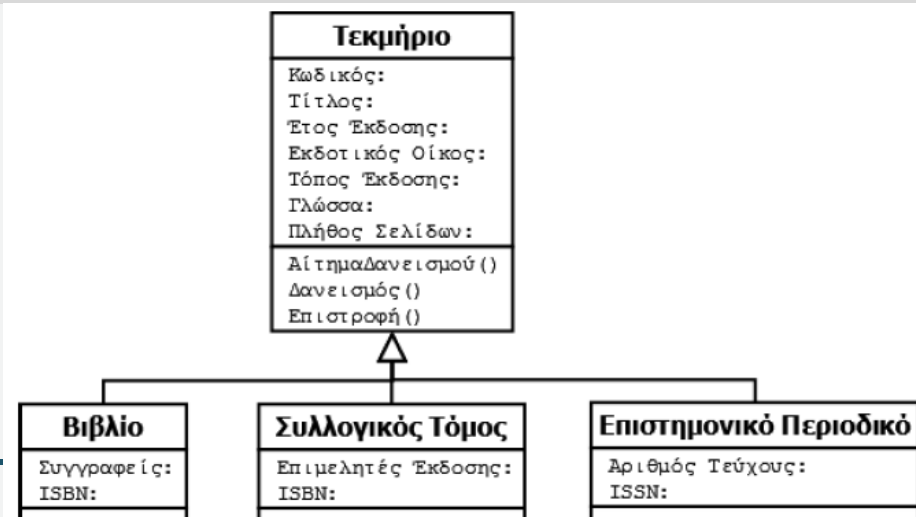 Τεκμήριο
Κωδικός:
Τίτλος:
Έτος Έκδοσης:
Εκδοτικός Οίκος:
Τόπος Έκδοσης:
Γλώσσα:
Πλήθος Σελίδων:
ΑίτημαΔανεισμού()
Δανεισμός()
Επιστροφή()
Βιβλίο
Συγγραφείς:
ISBN:
Συλλογικός Τόμος
Επιμελητές Έκδοσης:
ISBN:
Επιστημονικό Περιοδικό
Αριθμός Τεύχους:
ISSN: